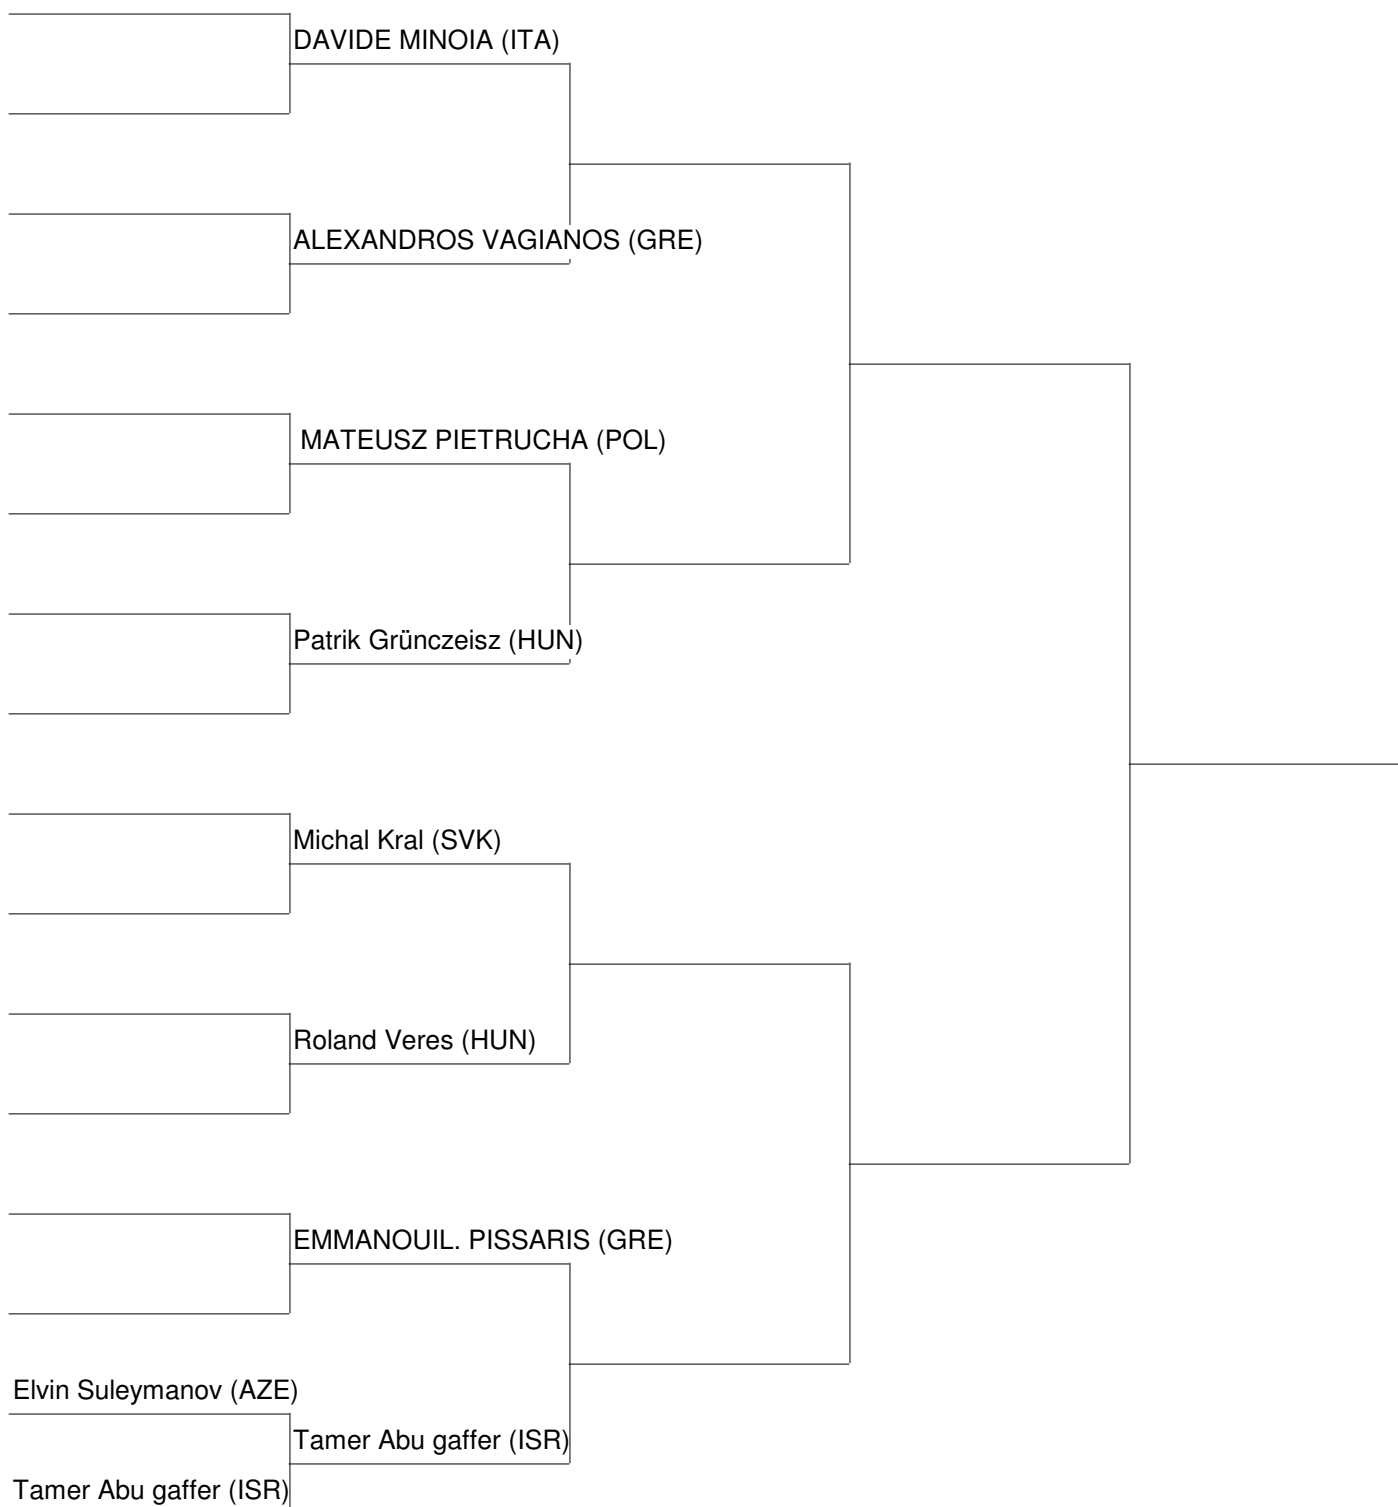 DAVIDE MINOIA (ITA)
ALEXANDROS VAGIANOS (GRE)
MATEUSZ PIETRUCHA (POL)
Patrik Grünczeisz (HUN)
Michal Kral (SVK)
Roland Veres (HUN)
EMMANOUIL. PISSARIS (GRE)
Elvin Suleymanov (AZE)
Tamer Abu gaffer (ISR)
Tamer Abu gaffer (ISR)